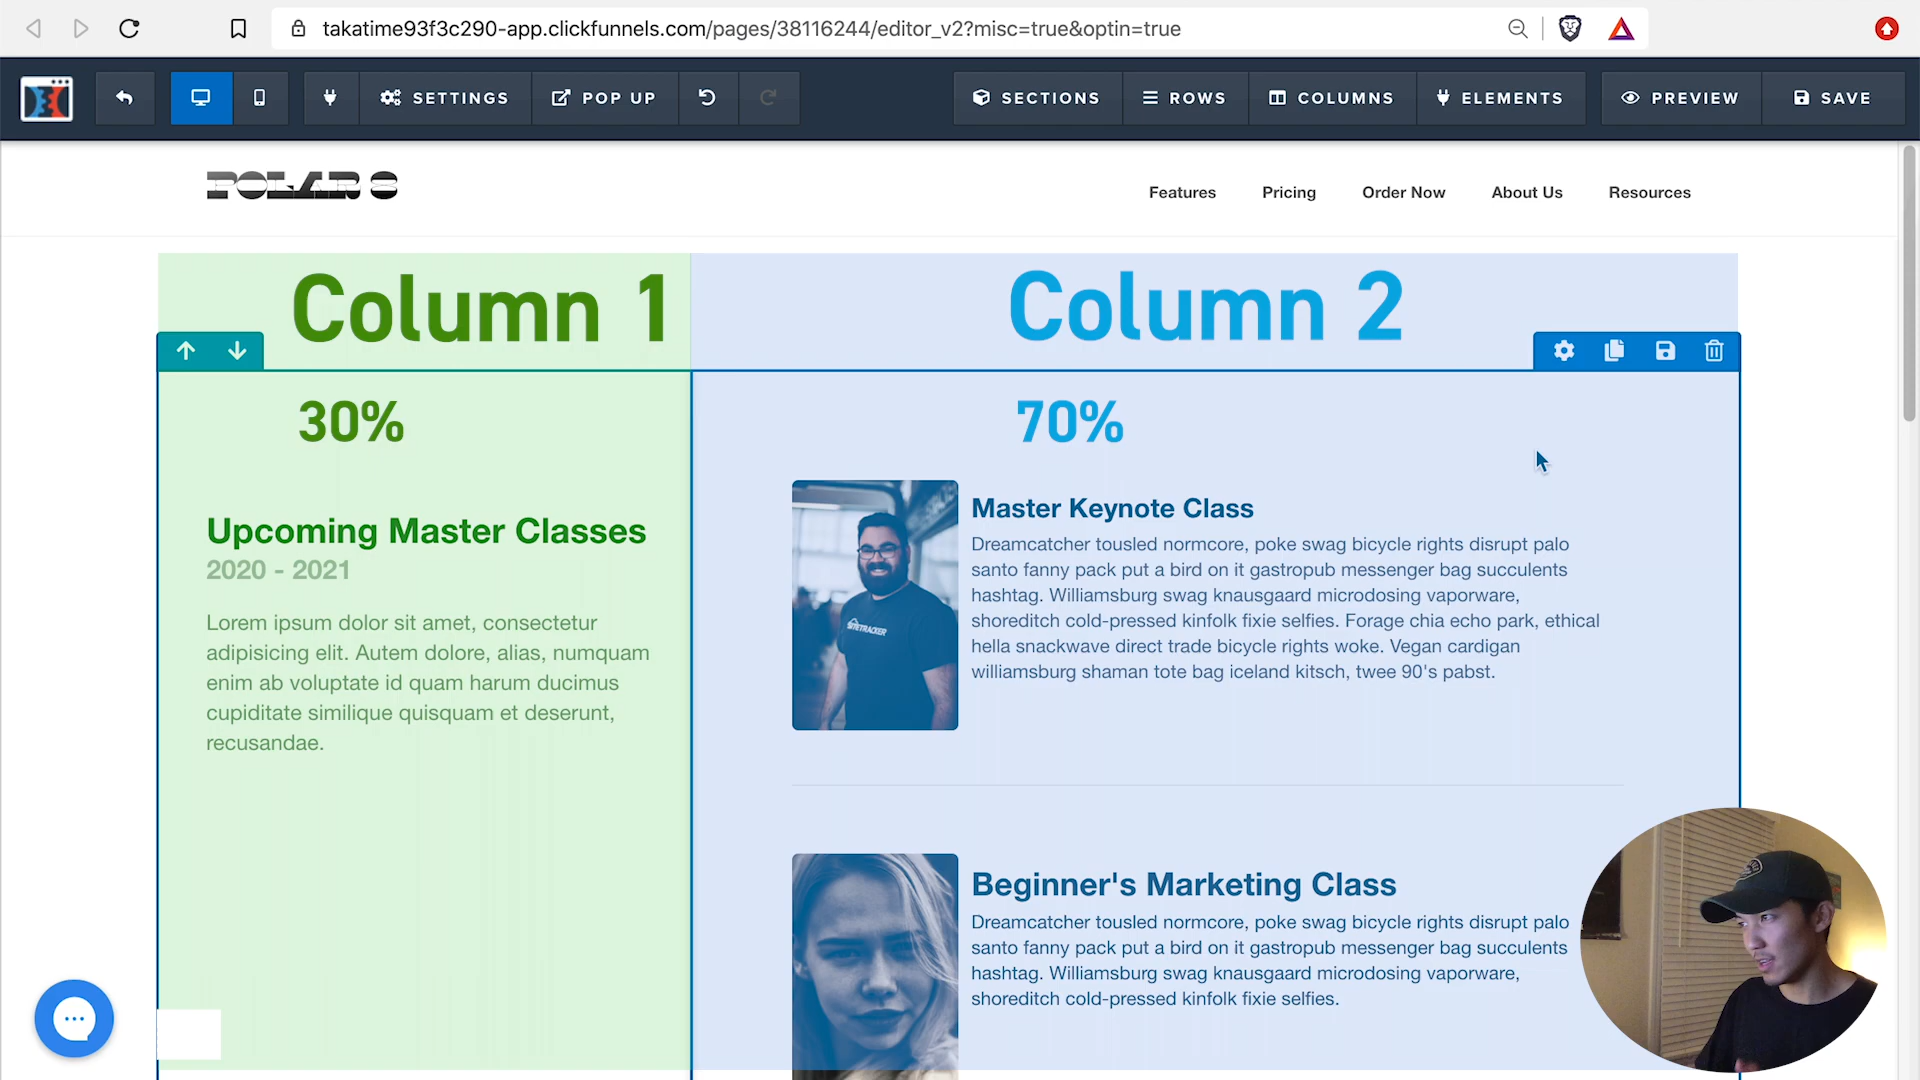 takatime93f3c290-app.clickfunnels.com/pages/38116244/editor_v2?misc=true&optin=true
SETTINGS
POP UP
SECTIONS
ROWS
COLUMNS
ELEMENTS
PREVIEW
SAVE
POLAR 8
Features
Pricing
Order Now
About Us
Resources
Column 1
Column 2
30%
70%
Upcoming Master Classes
2020 - 2021
Lorem ipsum dolor sit amet, consectetur
adipisicing elit. Autem dolore, alias, numquam
enim ab voluptate id quam harum ducimus
cupiditate similique quisquam et deserunt,
recusandae.
SITETRACKER
Master Keynote Class
Dreamcatcher tousled normcore, poke swag bicycle rights disrupt palo
santo fanny pack put a bird on it gastropub messenger bag succulents
hashtag. Williamsburg swag knausgaard microdosing vaporware,
shoreditch cold-pressed kinfolk fixie selfies. Forage chia echo park, ethical
hella snackwave direct trade bicycle rights woke. Vegan cardigan
williamsburg shaman tote bag iceland kitsch, twee 90's pabst.
Beginner's Marketing Class
Dreamcatcher tousled normcore, poke swag bicycle rights disrupt palo
santo fanny pack put a bird on it gastropub messenger bag succulents
hashtag. Williamsburg swag knausgaard microdosing vaporware,
shoreditch cold-pressed kinfolk fixie selfies.